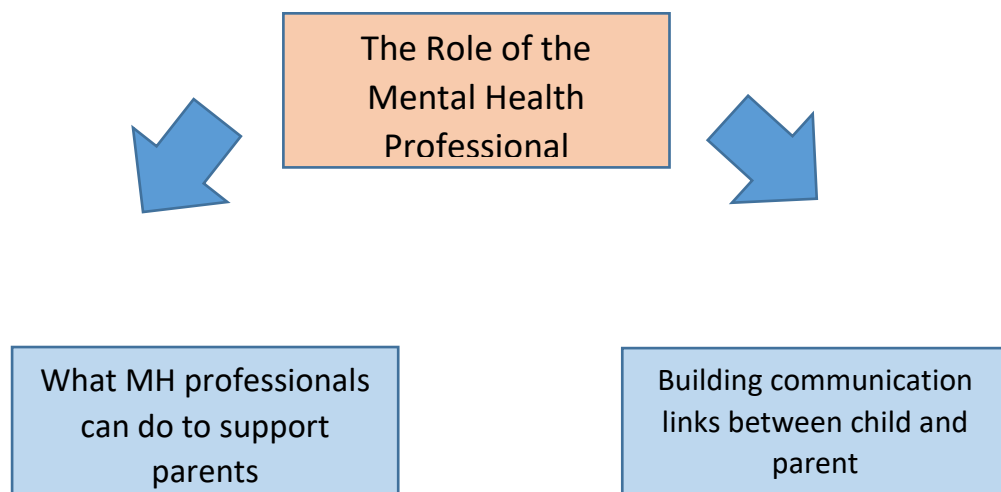 The Role of the
Mental Health
Professional
What MH professionals
can do to support
parents
Building communication
links between child and
parent